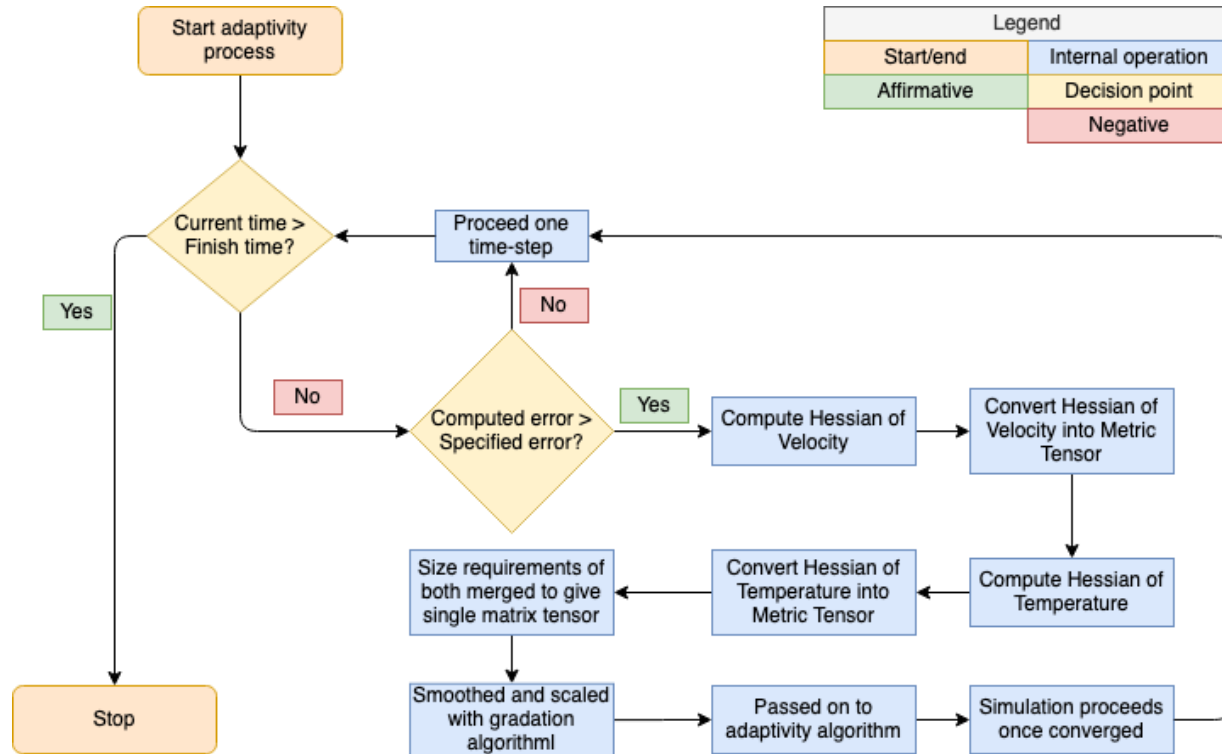 Start adaptivity
process
Legend
Start/end
Internal operation
Affirmative
Decision point
Negative
Current time >
Finish time?
Proceed one
time-step
Yes
No
No
Computed error >
Specified error?
Yes
Compute Hessian of
Velocity
Convert Hessian of
Velocity into Metric
Tensor
Compute Hessian of
Temperature
Convert Hessian of
Temperature into
Metric Tensor
Size requirements of
both merged to give
single matrix tensor
Smoothed and scaled
with gradation
algorithml
Passed on to
adaptivity algorithm
Simulation proceeds
once converged
Stop